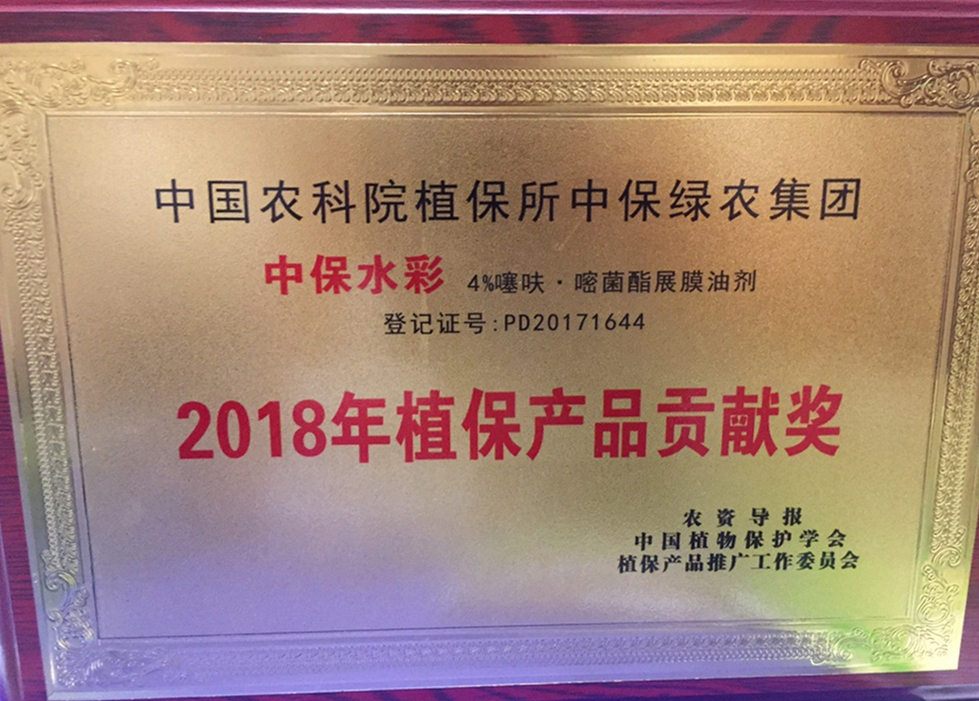 中国农科院植保所中保绿农集团
中保水彩 4%噻呋·嘧菌酯展膜油剂
登记证号:PD20171644
2018年植保产品贡献奖
农资导报
中国植物保护学会
植保产品推广工作委员会